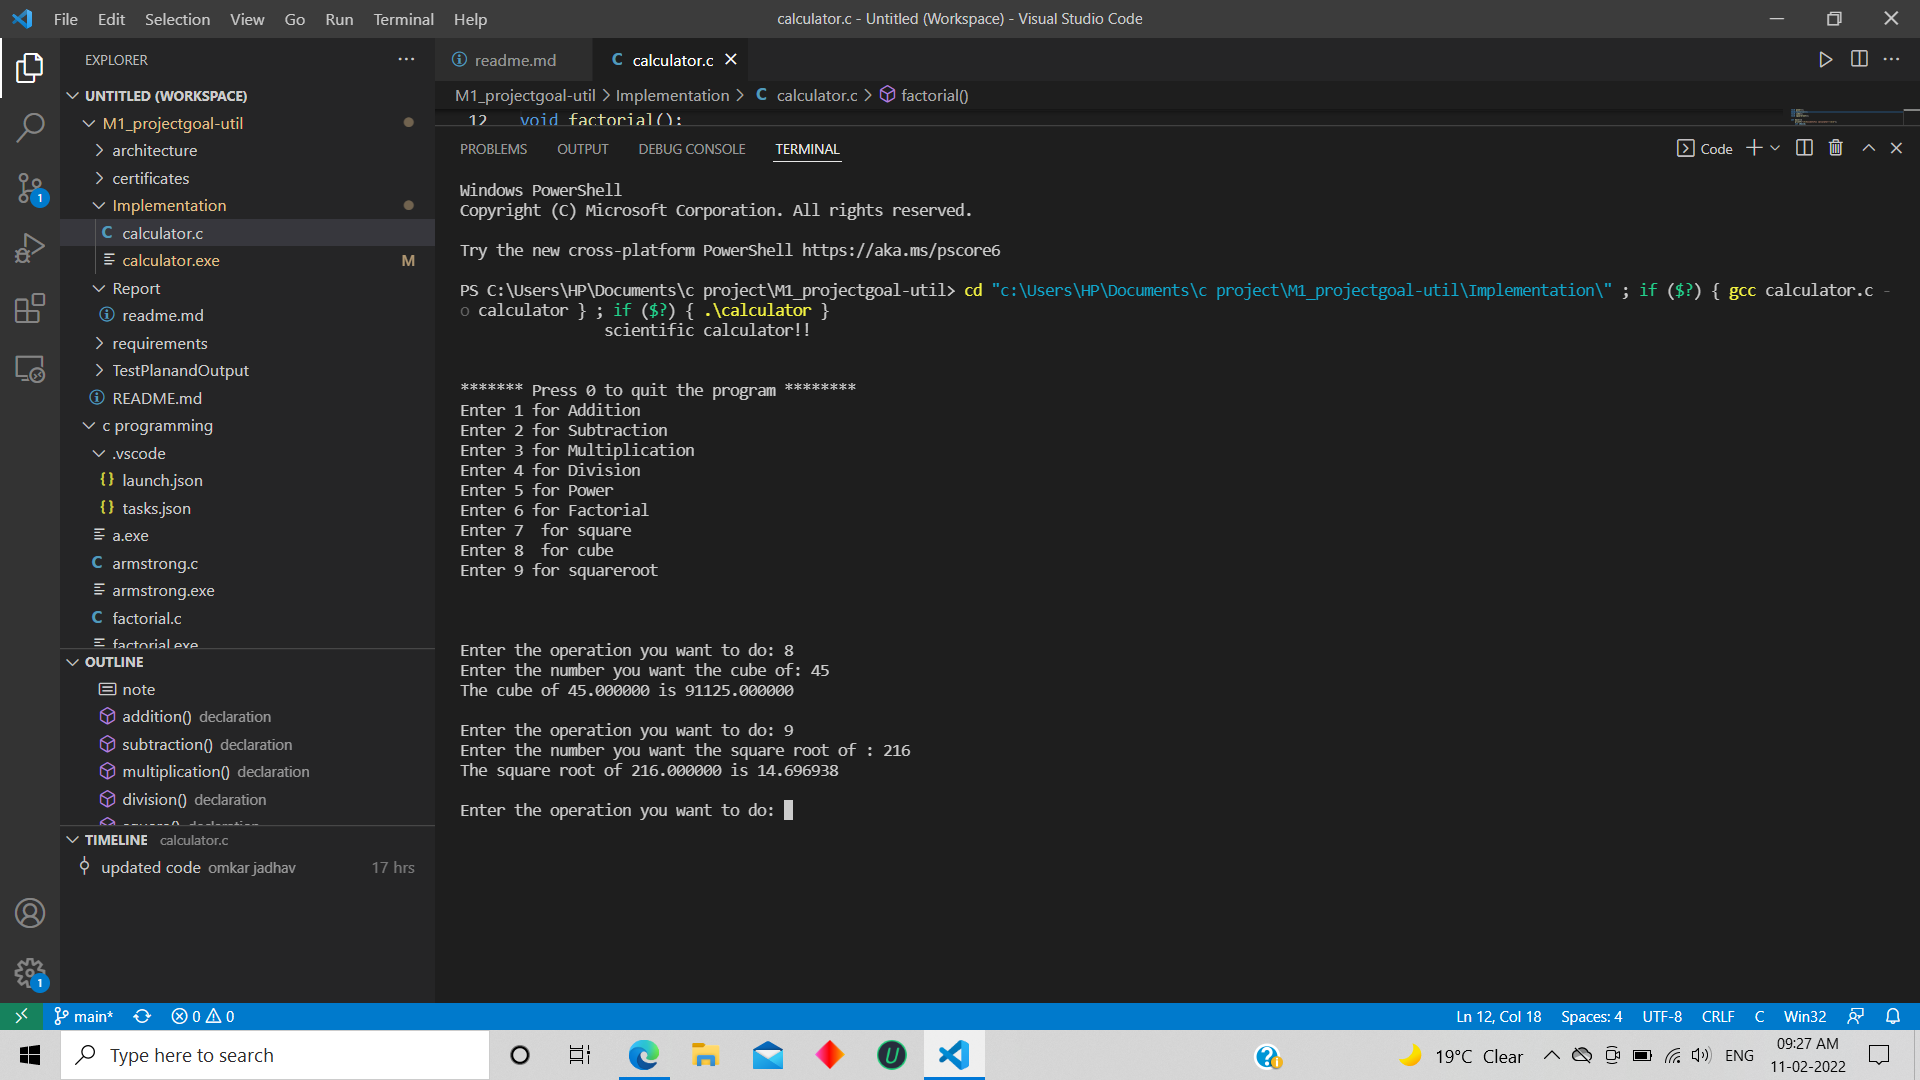 File Edit Selection View Go Run Terminal Help
calculator.c - Untitled (Workspace) - Visual Studio Code
EXPLORER
UNTITLED (WORKSPACE)
M1_projectgoal-util
architecture
certificates
Implementation
C calculator.c
calculator.exe M
Report
readme.md
requirements
TestPlanandOutput
README.md
c programming
.vscode
{} launch.json
{} tasks.json
a.exe
C armstrong.c
armstrong.exe
C factorial.c
factorial.exe
OUTLINE
note
addition() declaration
subtraction() declaration
multiplication() declaration
division() declaration
square() declaration
TIMELINE calculator.c
updated code omkar jadhav 17 hrs
1
1
readme.md
C calculator.c
M1_projectgoal-util > Implementation > C calculator.c > factorial()
12 void factorial();
PROBLEMS OUTPUT DEBUG CONSOLE TERMINAL
Code
Windows PowerShell
Copyright (C) Microsoft Corporation. All rights reserved.
Try the new cross-platform PowerShell https://aka.ms/pscore6
PS C:\Users\HP\Documents\c project\M1_projectgoal-util> cd "c:\Users\HP\Documents\c project\M1_projectgoal-util\Implementation\" ; if ($?) { gcc calculator.c -
o calculator } ; if ($?) { .\calculator }
scientific calculator!!
******* Press 0 to quit the program ********
Enter 1 for Addition
Enter 2 for Subtraction
Enter 3 for Multiplication
Enter 4 for Division
Enter 5 for Power
Enter 6 for Factorial
Enter 7  for square
Enter 8  for cube
Enter 9 for squareroot
Enter the operation you want to do: 8
Enter the number you want the cube of: 45
The cube of 45.000000 is 91125.000000
Enter the operation you want to do: 9
Enter the number you want the square root of : 216
The square root of 216.000000 is 14.696938
Enter the operation you want to do:
main* 0 0
Ln 12, Col 18 Spaces: 4 UTF-8 CRLF C Win32
Type here to search
19°C Clear
ENG
09:27 AM
11-02-2022